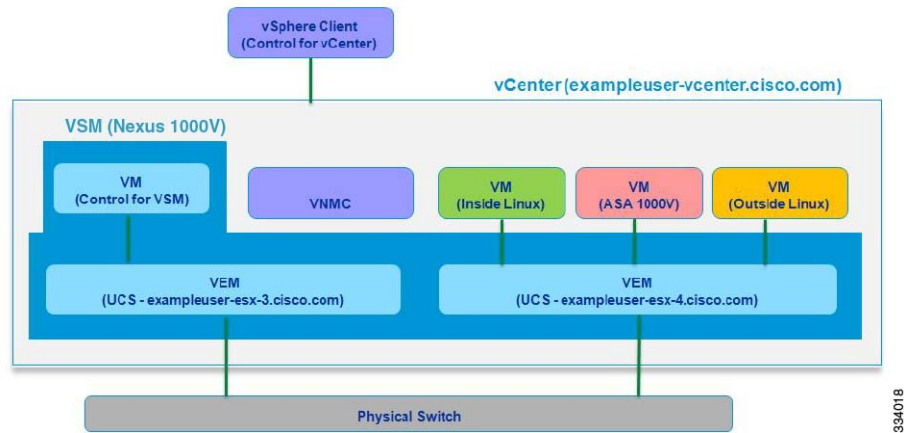 vSphere Client
(Control for vCenter)
vCenter (exampleuser-vcenter.cisco.com)
VSM (Nexus 1000V)
VM
(Control for VSM)
VNMC
VM
(Inside Linux)
VM
(ASA 1000V)
VM
(Outside Linux)
VEM
(UCS - exampleuser-esx-3.cisco.com)
VEM
(UCS - exampleuser-esx-4.cisco.com)
Physical Switch
334018